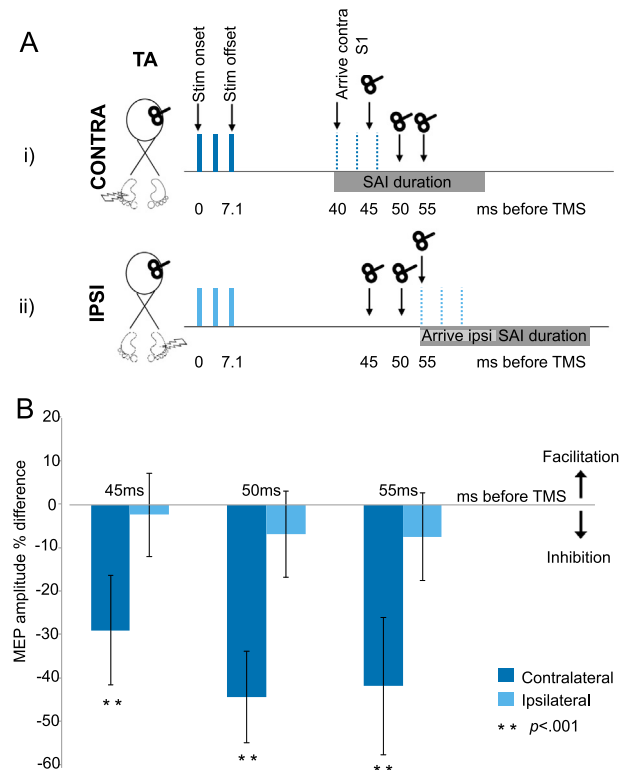 A
TA
Stim onset
Stim offset
Arrive contra
S1
i)
CONTRA
SAI duration
0 7.1 40 45 50 55 ms before TMS
ii)
IPSI
Arrive ipsi SAI duration
0 7.1 45 50 55 ms before TMS
B
20
10
0
-10
-20
-30
-40
-50
-60
MEP amplitude % difference
45ms 50ms 55ms
ms before TMS
Facilitation
Inhibition
* *
* *
* *
Contralateral
Ipsilateral
* * p<.001